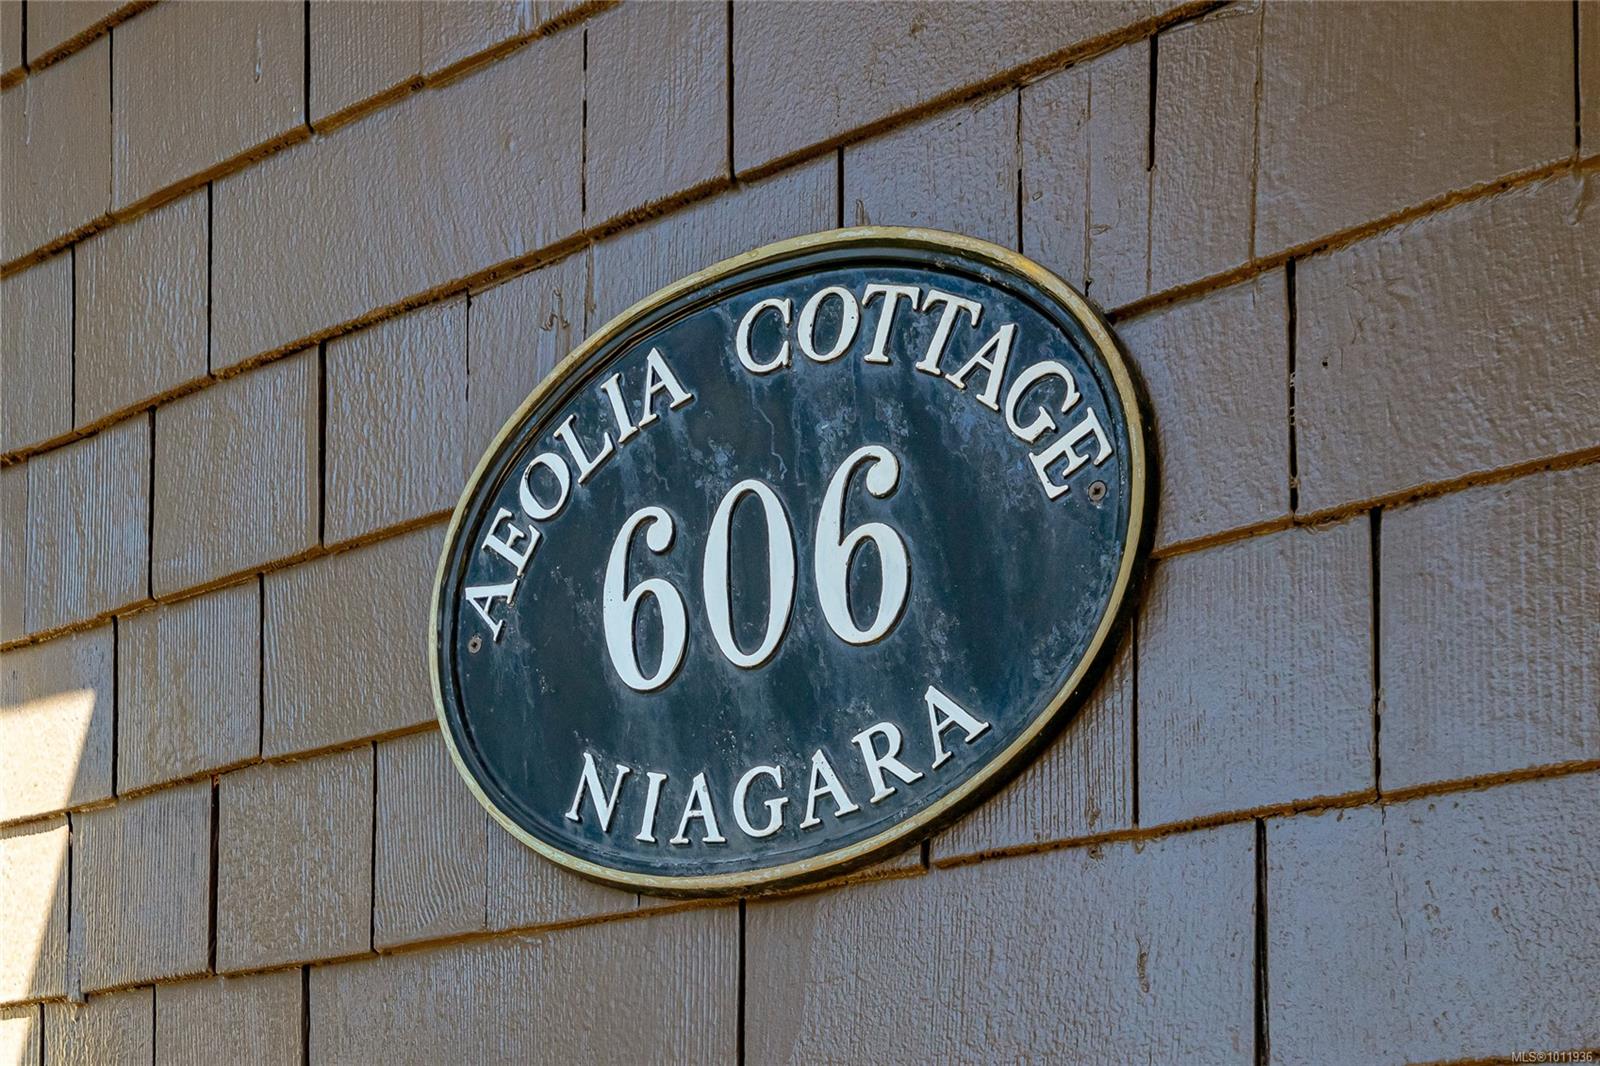 AEOLIA COTTAGE
606
NIAGARA
MLS®1011936